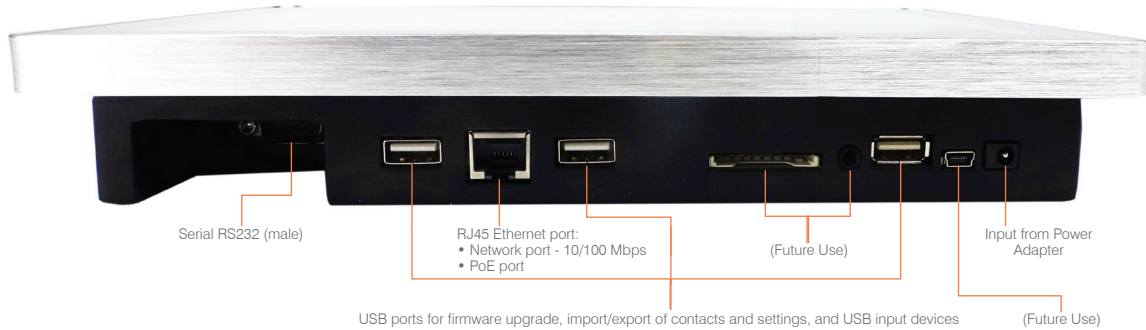 Serial RS232 (male)
RJ45 Ethernet port:
• Network port - 10/100 Mbps
• PoE port
(Future Use)
Input from Power
Adapter
USB ports for firmware upgrade, import/export of contacts and settings, and USB input devices
(Future Use)